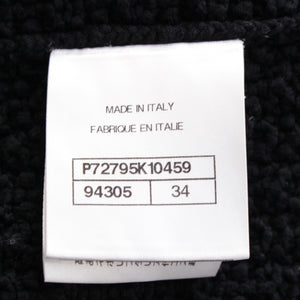 MADE IN ITALY
FABRIQUE EN ITALIE
P72795K10459
94305 34